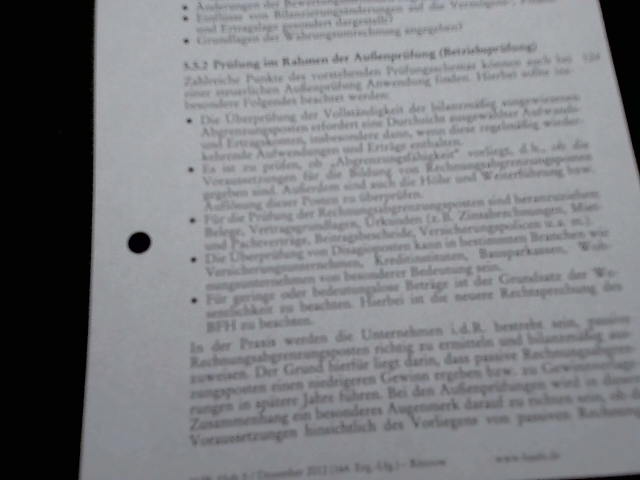 • Änderungen der Bewertung
• Einflüsse von Bilanzierungsänderungen auf die Vermögens-, Finanz-
und Ertragslage gesondert dargestellt?
• Grundlagen der Währungsumrechnung angegeben?
5.5.2 Prüfung im Rahmen der Außenprüfung (Betriebsprüfung)
Zahlreiche Punkte des vorstehenden Prüfungsschemas können auch bei
einer steuerlichen Außenprüfung Anwendung finden. Hierbei sollte ins-
besondere Folgendes beachtet werden:
• Die Überprüfung der Vollständigkeit der bilanzmäßig ausgewiesenen
Abgrenzungsposten erfordert eine Durchsicht ausgewählter Aufwands-
und Ertragskonten, insbesondere dann, wenn diese regelmäßig wieder-
kehrende Aufwendungen und Erträge enthalten.
• Es ist zu prüfen, ob „Abgrenzungsfähigkeit" vorliegt, d.h., ob die
Voraussetzungen für die Bildung von Rechnungsabgrenzungsposten
gegeben sind. Außerdem sind auch die Höhe und Weiterführung bzw.
Auflösung dieser Posten zu überprüfen.
• Für die Prüfung der Rechnungsabgrenzungsposten sind heranzuziehen:
Belege, Vertragsgrundlagen, Urkunden (z.B. Zinsabrechnungen, Miet-
und Pachtverträge, Beitragsbescheide, Versicherungspolicen u.a.m.).
• Die Überprüfung von Disagioposten kann in bestimmten Branchen wie
Versicherungsunternehmen, Kreditinstituten, Bausparkassen, Woh-
nungsunternehmen von besonderer Bedeutung sein.
• Für geringe oder bedeutungslose Beträge ist der Grundsatz der We-
sentlichkeit zu beachten. Hierbei ist die neuere Rechtsprechung des
BFH zu beachten.
In der Praxis werden die Unternehmen i.d.R. bestrebt sein, passive
Rechnungsabgrenzungsposten richtig zu ermitteln und bilanzmäßig aus-
zuweisen. Der Grund hierfür liegt darin, dass passive Rechnungsabgren-
zungsposten einen niedrigeren Gewinn ergeben bzw. zu Gewinnverlage-
rungen in spätere Jahre führen. Bei den Außenprüfungen wird in diesem
Zusammenhang ein besonderes Augenmerk darauf zu richten sein, ob d
Voraussetzungen hinsichtlich des Vorliegens von passiven Rechnun
Dezember 2012